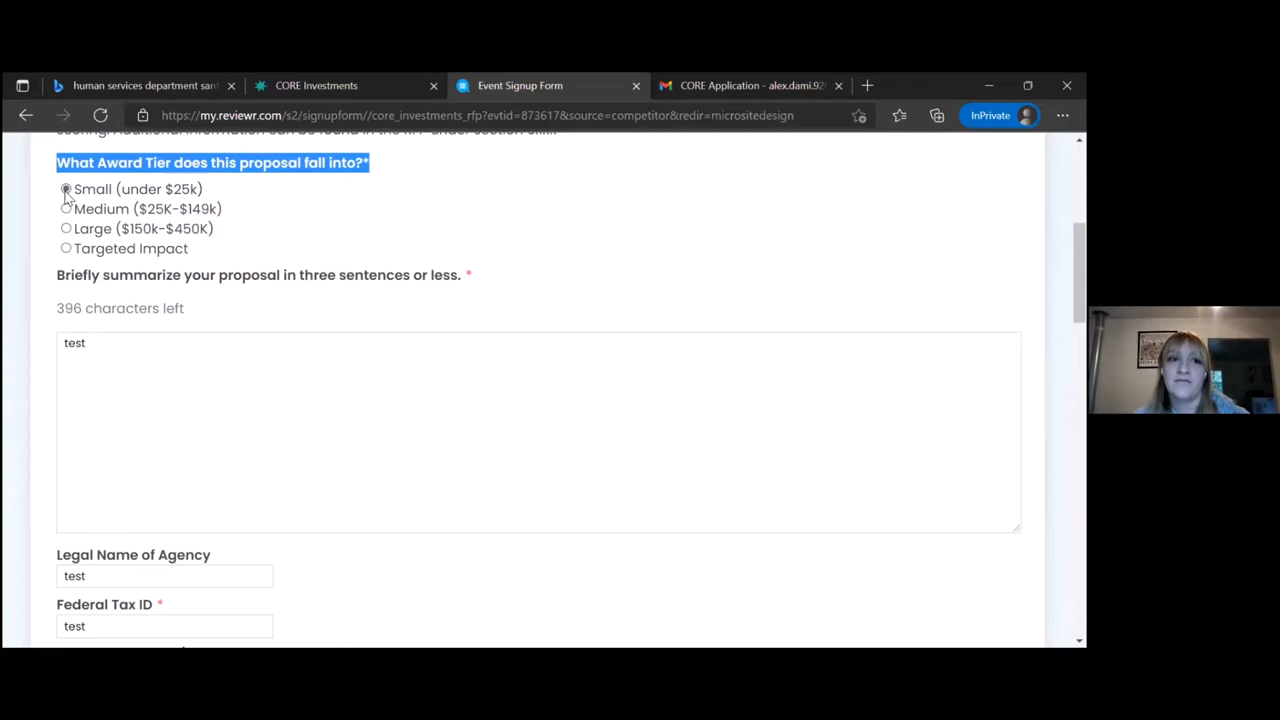 human services department sant
CORE Investments
Event Signup Form
CORE Application - alex.dami.92
https://my.reviewr.com/s2/signupform//core_investments_rfp?evtid=873617&source=competitor&redir=micrositedesign
InPrivate
What Award Tier does this proposal fall into?*
Small (under $25k)
Medium ($25K-$149k)
Large ($150k-$450K)
Targeted Impact
Briefly summarize your proposal in three sentences or less. *
396 characters left
test
Legal Name of Agency
test
Federal Tax ID *
test